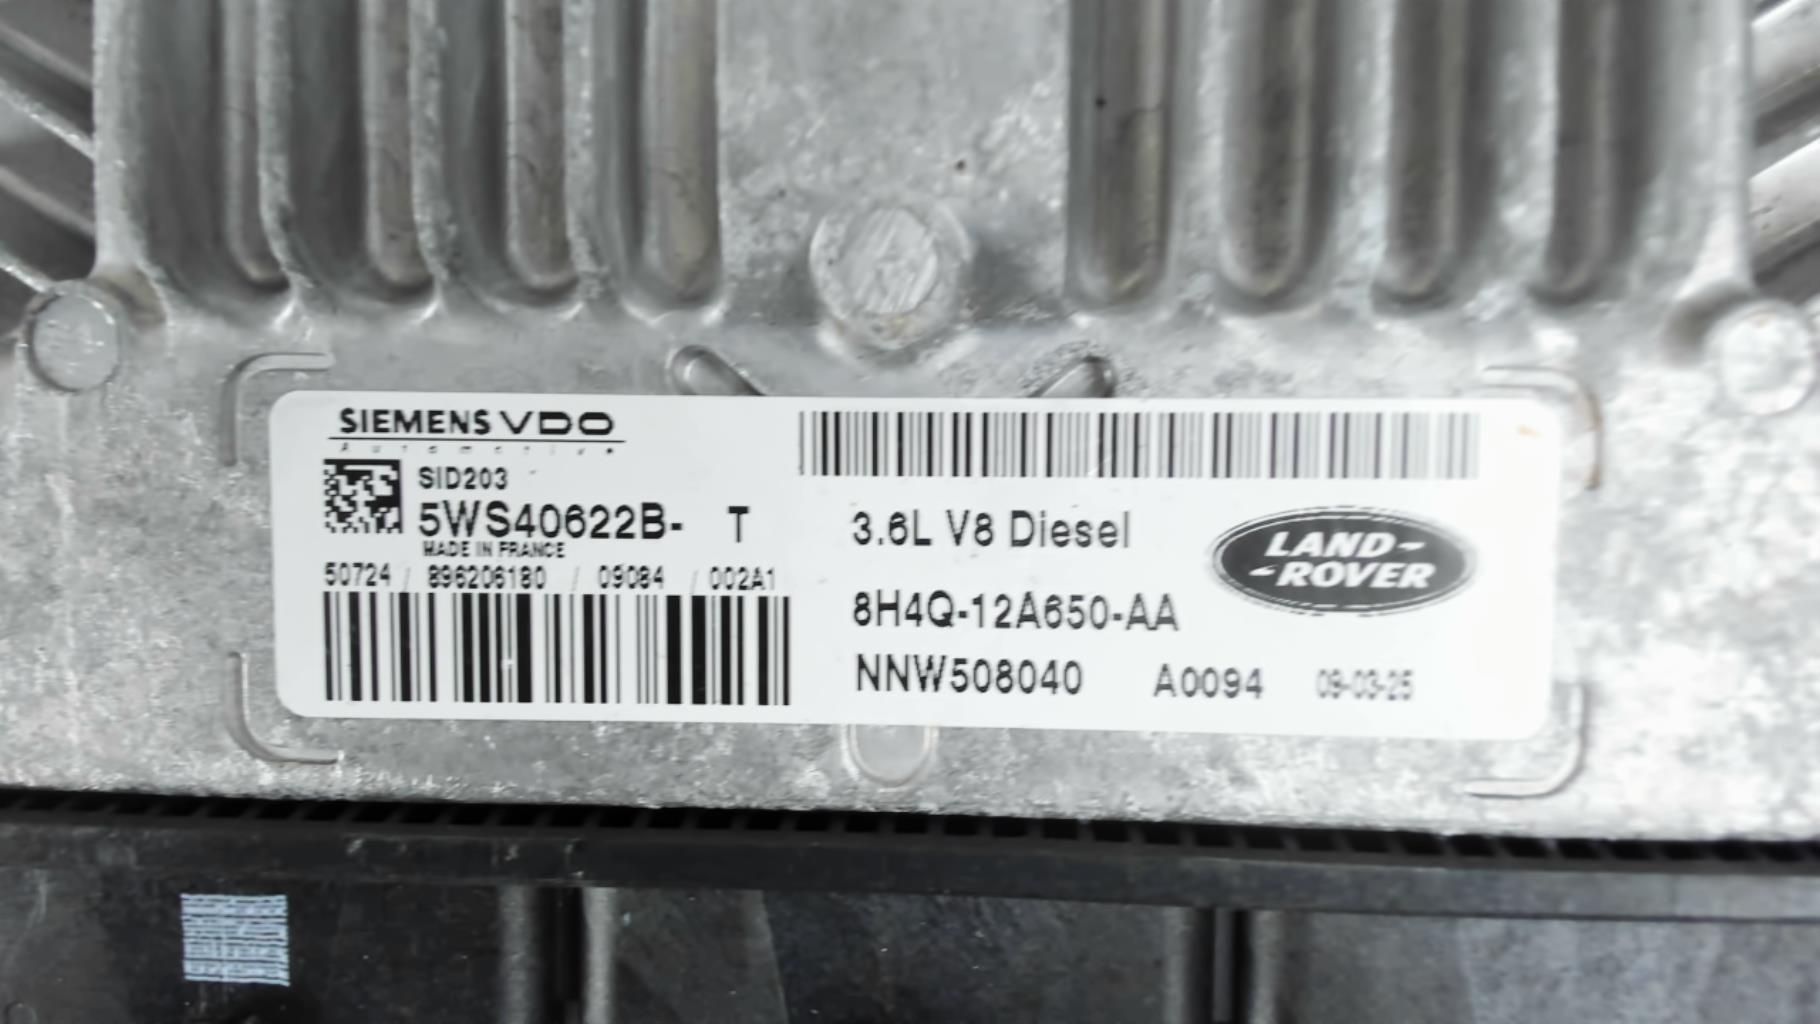 SIEMENS VDO
Automotive
SID203
5WS40622B- T
MADE IN FRANCE
50724 / 896206180 / 09084 / 002A1
3.6L V8 Diesel
LAND-
-ROVER
8H4Q-12A650-AA
NNW508040 A0094 09-03-25